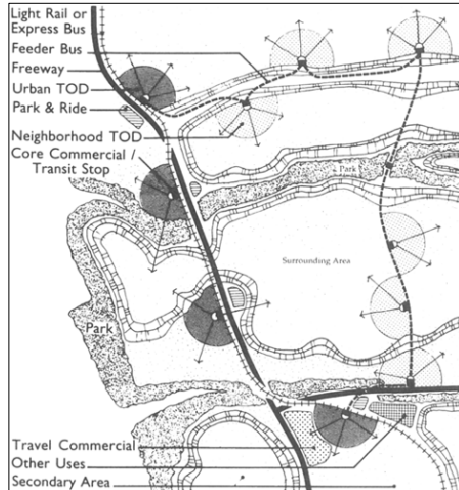 Light Rail or
Express Bus
Feeder Bus
Freeway
Urban TOD
Park & Ride
Neighborhood TOD
Core Commercial /
Transit Stop
Park
Surrounding Area
Park
Travel Commercial
Other Uses
Secondary Area